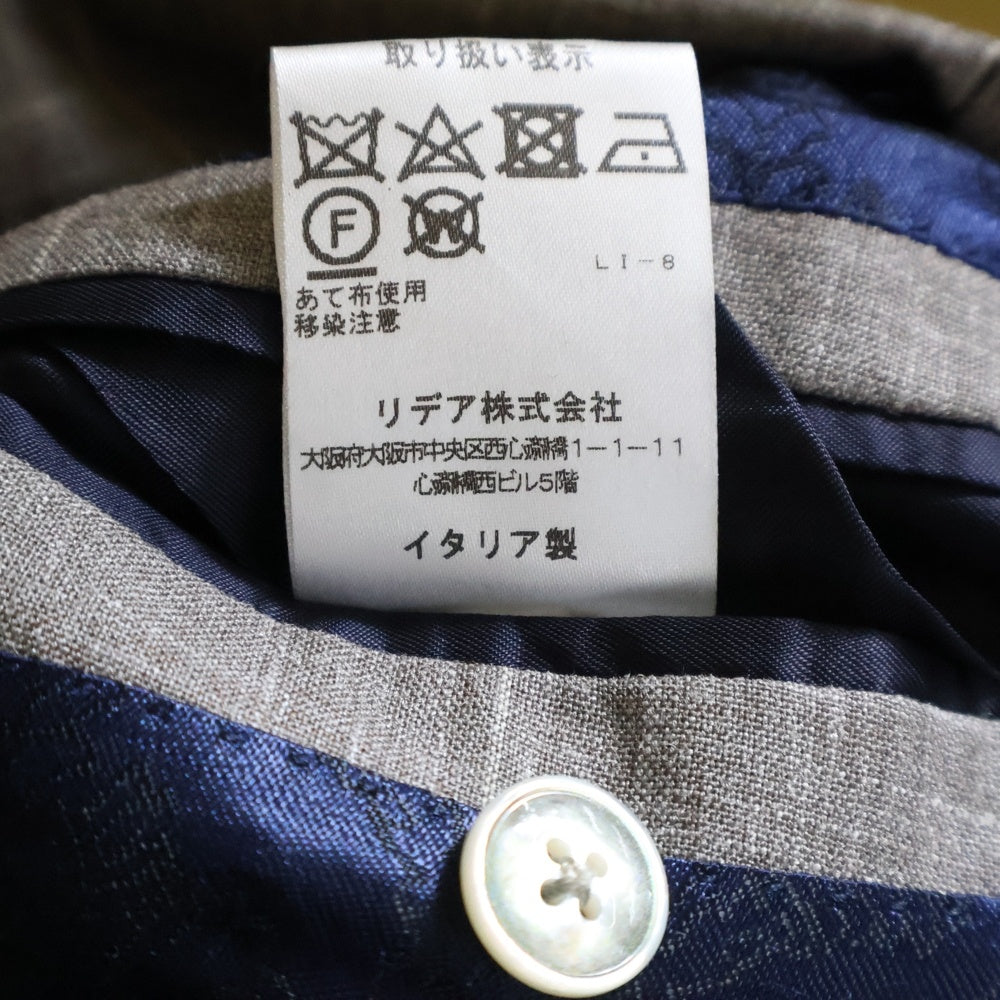 取り扱い表示
F W
LI-8
あて布使用
移染注意
リデア株式会社
大阪府大阪市中央区西心斎橋1-1-11
心斎橋西ビル5階
イタリア製